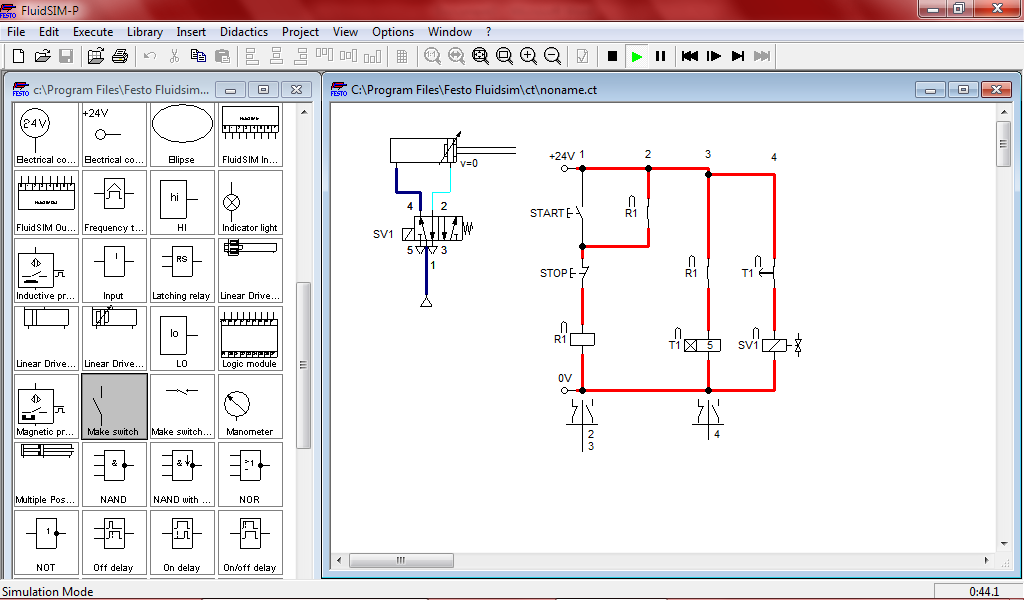 FluidSIM-P
File Edit Execute Library Insert Didactics Project View Options Window ?
c:\Program Files\Festo Fluidsim...
24V
+24V
Electrical co... Electrical co... Ellipse FluidSIM In...
hi
FluidSIM Ou... Frequency t... HI Indicator light
1
RS
Inductive pr... Input Latching relay Linear Drive...
lo
Linear Drive... Linear Drive... LO Logic module
Magnetic pr... Make switch Make switch... Manometer
&
&
>1
Multiple Pos... NAND NAND with ... NOR
1
NOT Off delay On delay On/off delay
FESTO C:\Program Files\Festo Fluidsim\ct\noname.ct
v=0
4 2
SV1
5 3
1
+24V 1 2 3 4
START R1
STOP R1 T1
R1 T1 5 SV1
0V
2 4
3
Simulation Mode 0:44.1